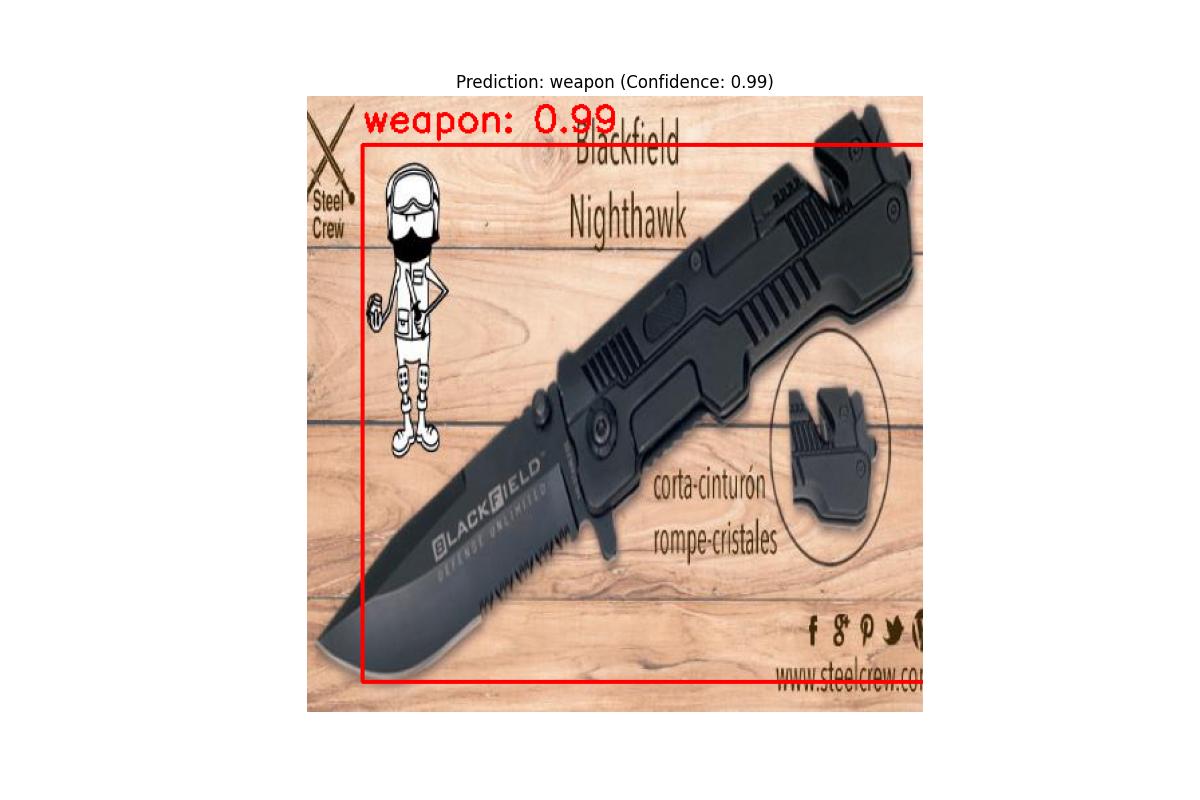 Prediction: weapon (Confidence: 0.99)
weapon: 0.99
Blackfield
Nighthawk
Steel
Crew
BLACKFIELD
DEFENSE UNLIMITED
corta-cinturón
rompe-cristales
www.steelcrew.co